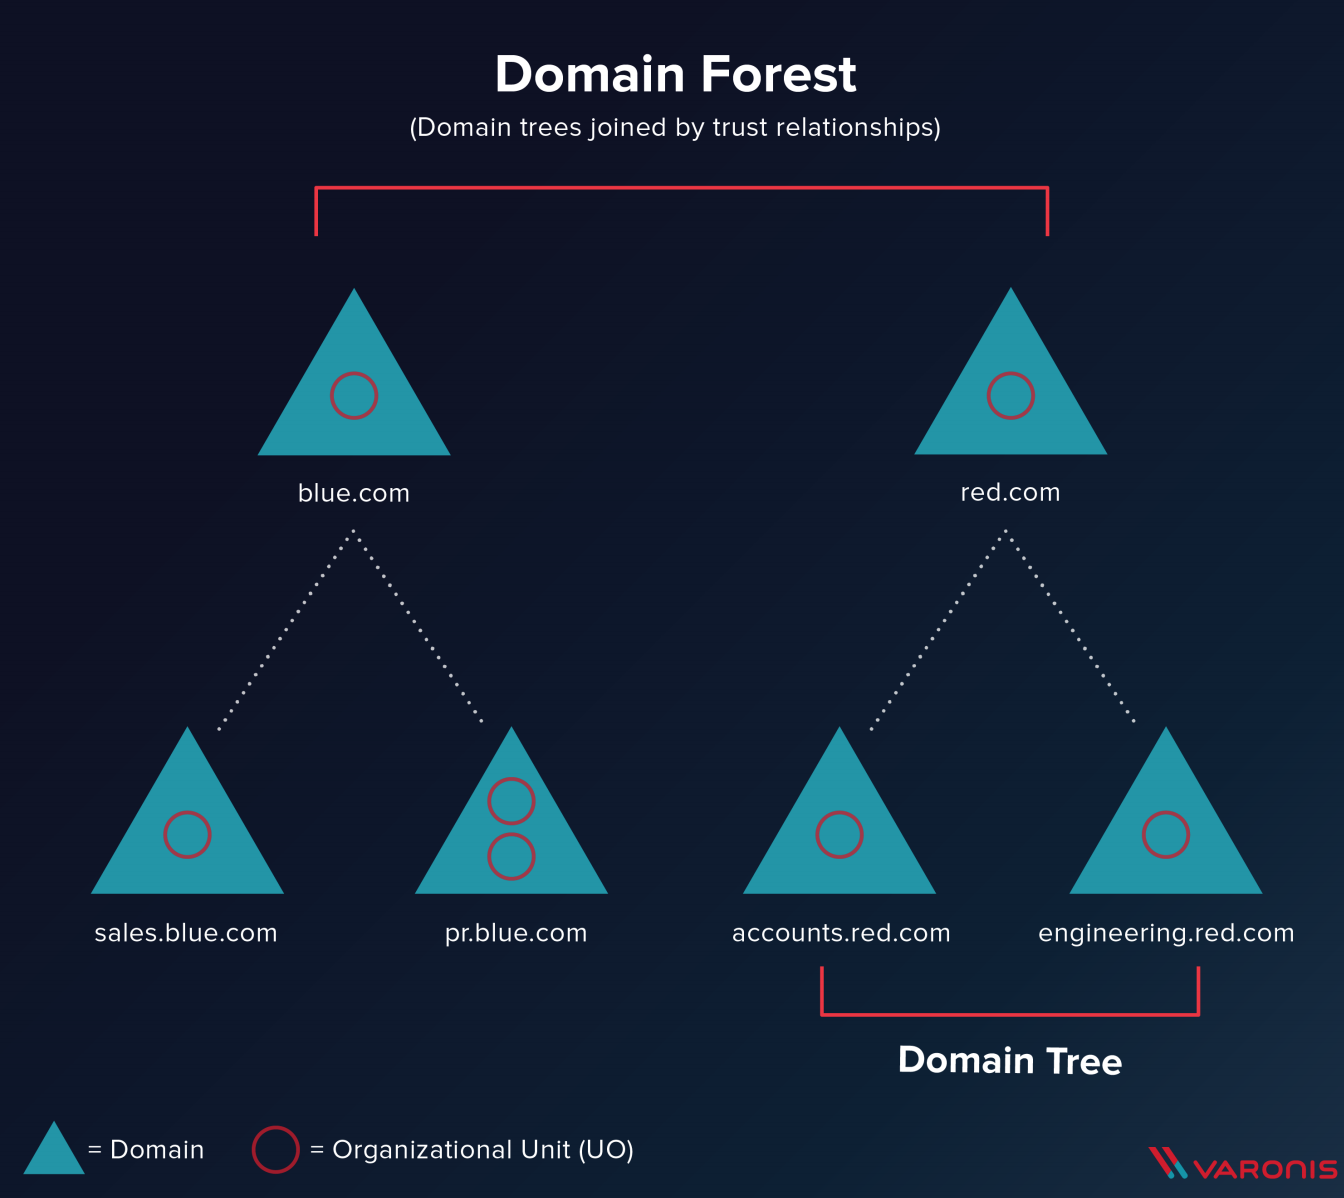 Domain Forest
(Domain trees joined by trust relationships)
blue.com
red.com
sales.blue.com
pr.blue.com
accounts.red.com
engineering.red.com
Domain Tree
= Domain
= Organizational Unit (UO)
VARONIS